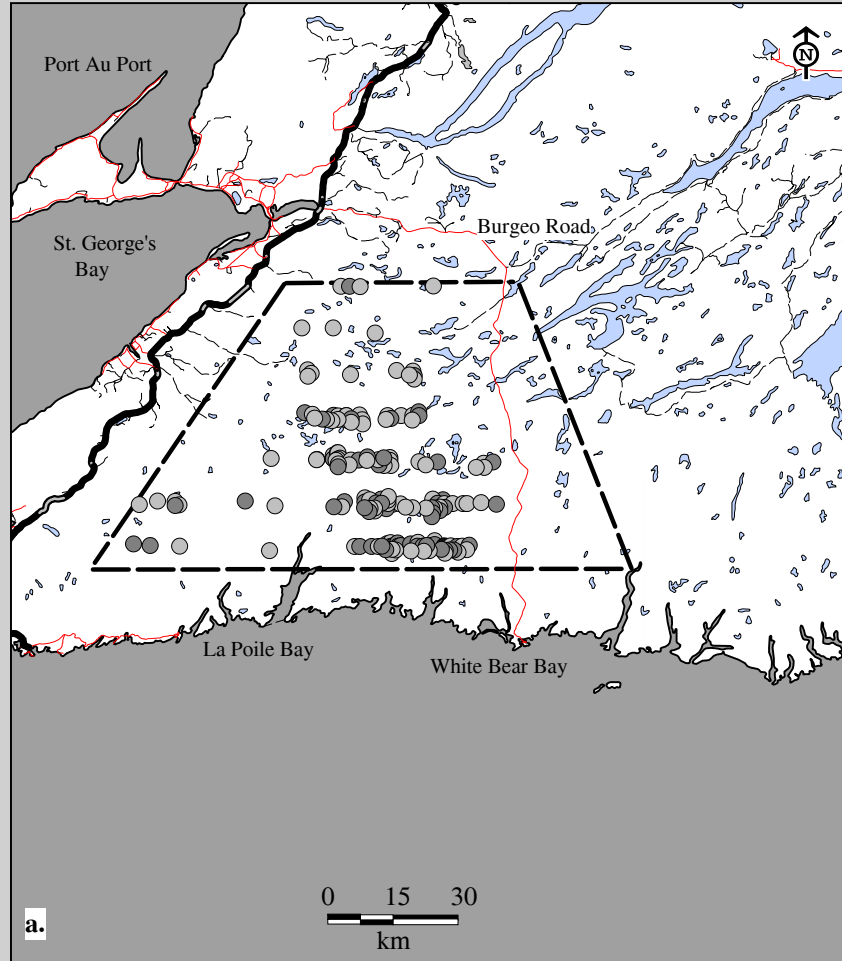 Port Au Port
N
Burgeo Road
St. George's
Bay
La Poile Bay
White Bear Bay
0 15 30
km
a.